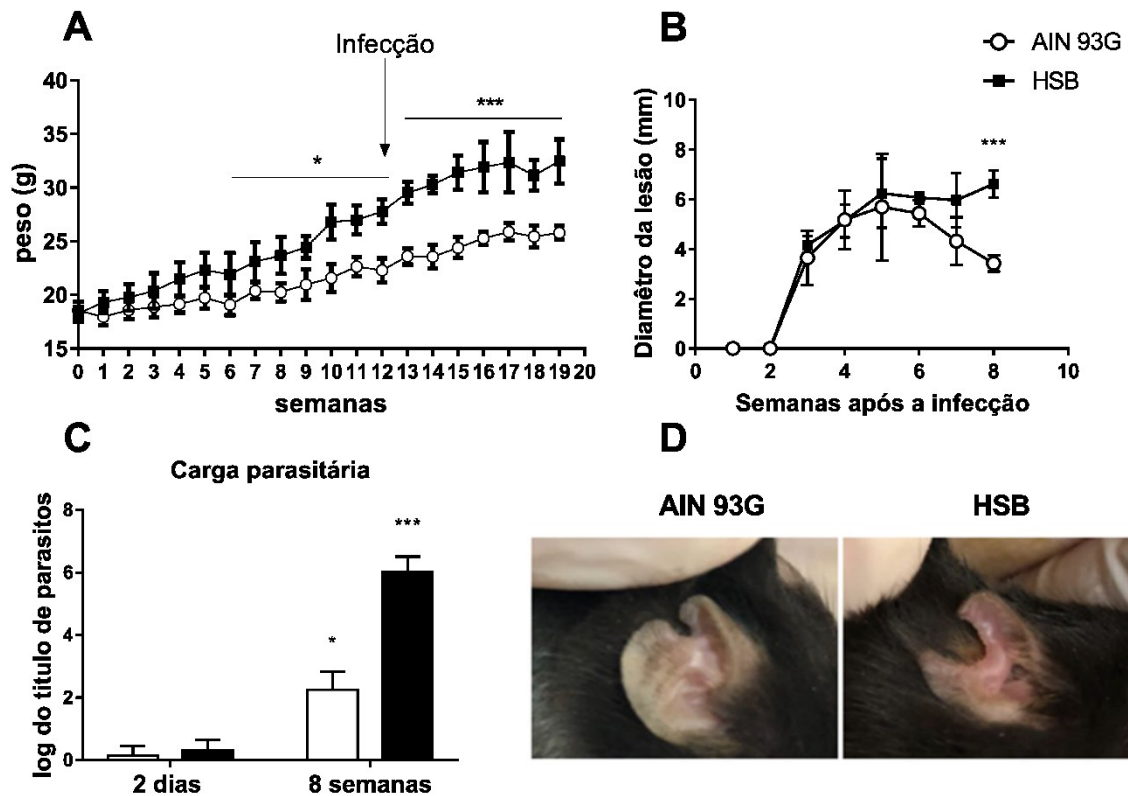 A
Infecção
peso (g)
40
35
30
25
20
15
*
***
0 1 2 3 4 5 6 7 8 9 10 11 12 13 14 15 16 17 18 19 20
semanas
B
AIN 93G
HSB
Diamêtro da lesão (mm)
10
8
6
4
2
0
***
0 2 4 6 8 10
Semanas após a infecção
C
Carga parasitária
log do titulo de parasitos
8
6
4
2
0
*
***
2 dias 8 semanas
D
AIN 93G HSB